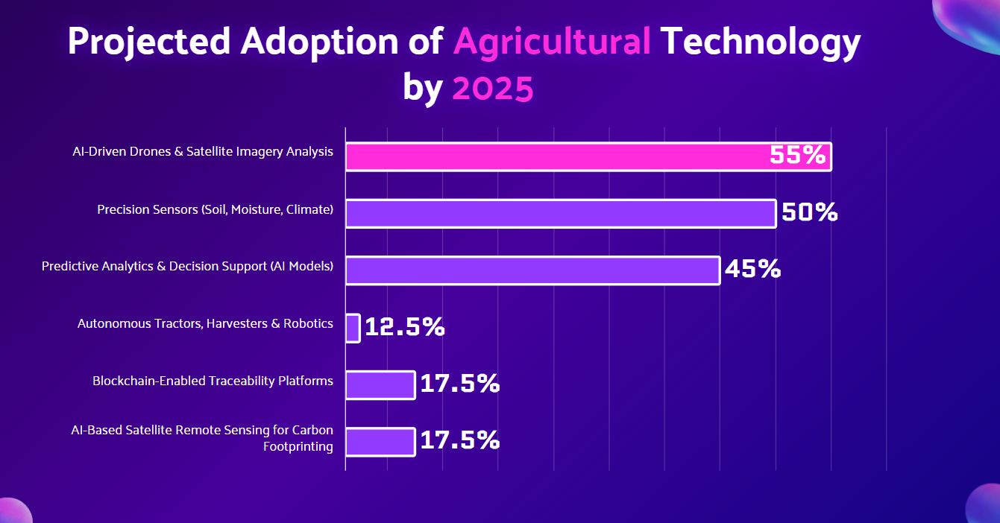 Projected Adoption of Agricultural Technology
by 2025
AI-Driven Drones & Satellite Imagery Analysis
55%
Precision Sensors (Soil, Moisture, Climate)
50%
Predictive Analytics & Decision Support (AI Models)
45%
Autonomous Tractors, Harvesters & Robotics
12.5%
Blockchain-Enabled Traceability Platforms
17.5%
AI-Based Satellite Remote Sensing for Carbon
Footprinting
17.5%